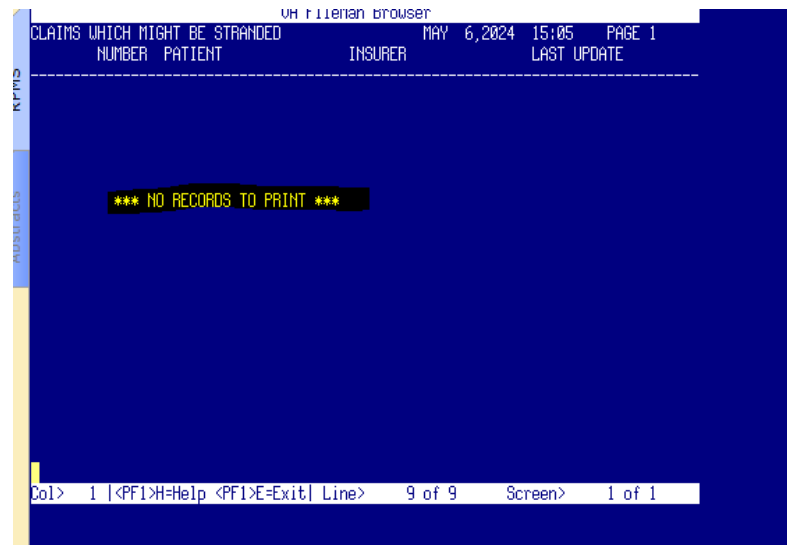 VA FileMan Browser
CLAIMS WHICH MIGHT BE STRANDED MAY 6,2024 15:05 PAGE 1
NUMBER PATIENT INSURER LAST UPDATE
--------------------------------------------------------------------------------
RPMS
*** NO RECORDS TO PRINT ***
Abstracts
Col> 1 |<PF1>H=Help <PF1>E=Exit| Line> 9 of 9 Screen> 1 of 1